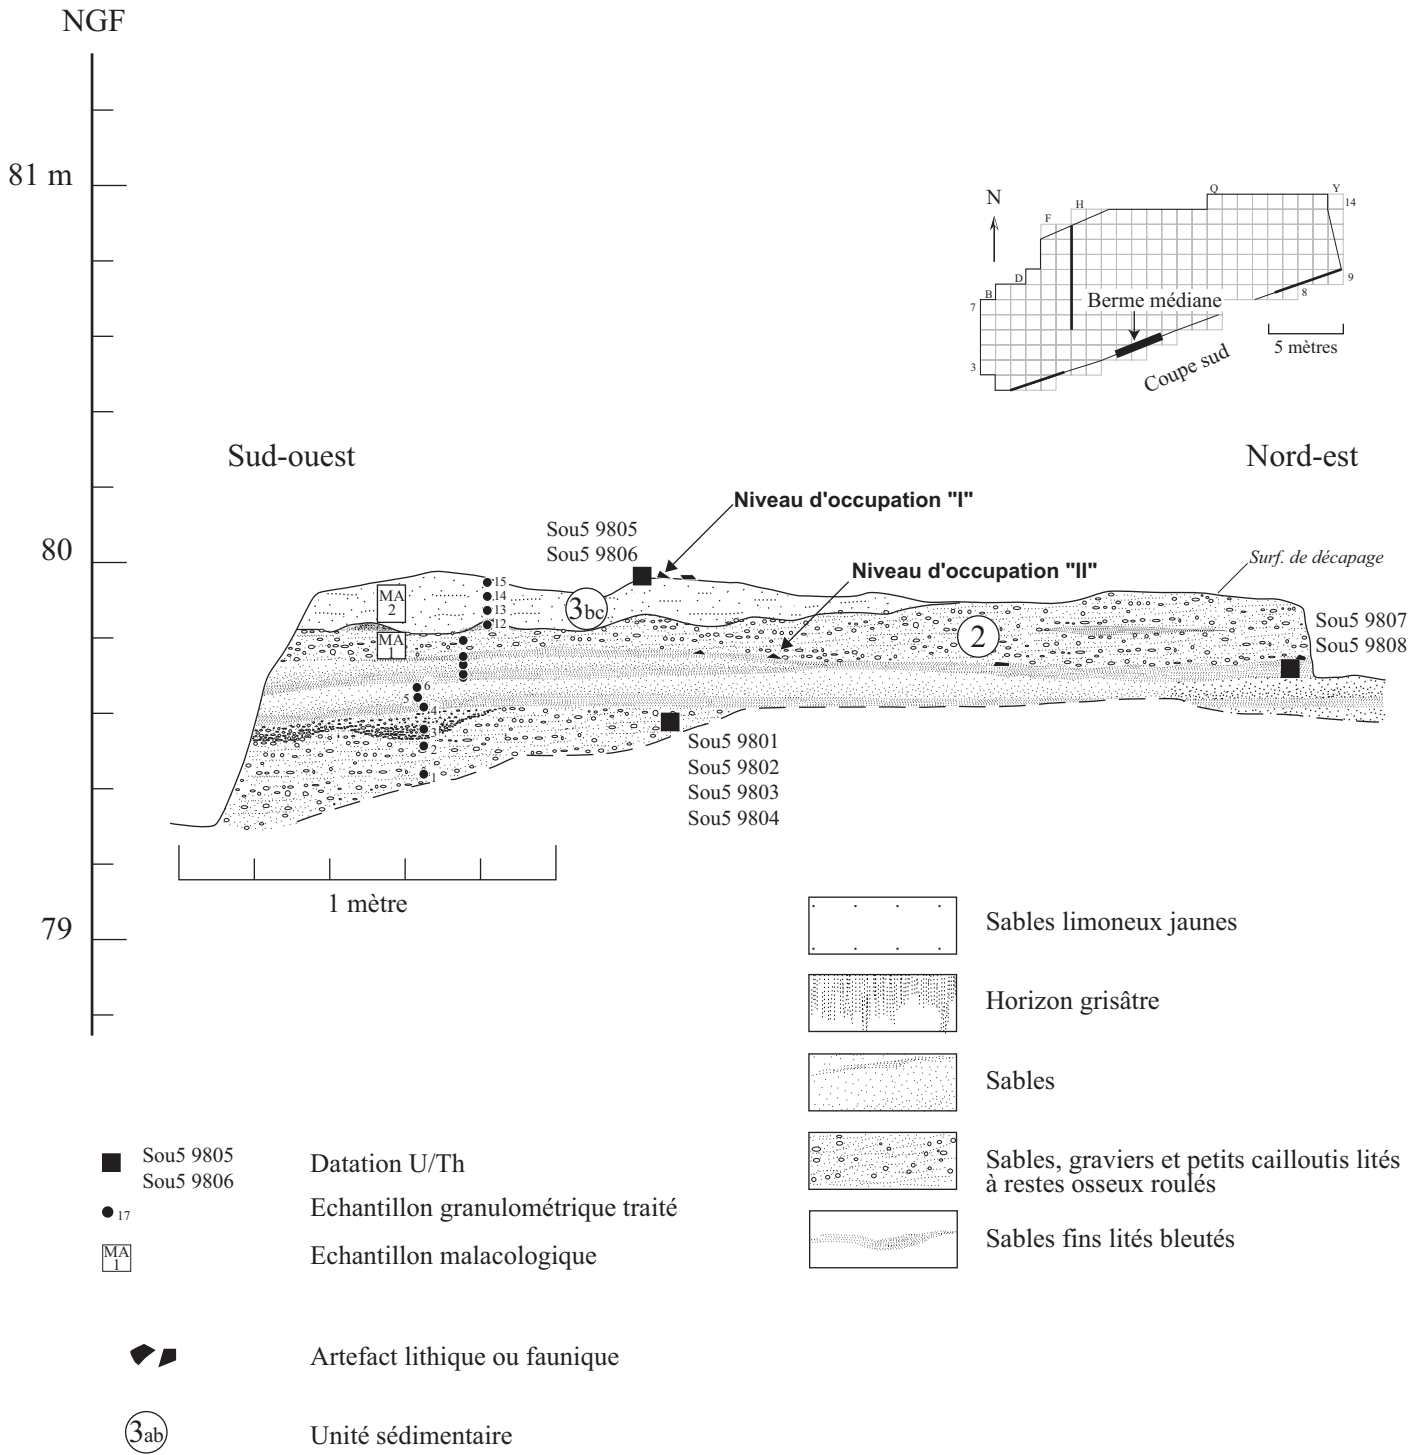 NGF
81 m
80
79
N
B
D
F
H
Q
Y
14
9
8
7
3
Berme médiane
Coupe sud
5 mètres
Sud-ouest
Nord-est
Niveau d'occupation "I"
Sou5 9805
Sou5 9806
Niveau d'occupation "II"
Surf. de décapage
Sou5 9807
Sou5 9808
MA
2
MA
1
15
14
13
12
3bc
2
6
5
4
3
2
1
Sou5 9801
Sou5 9802
Sou5 9803
Sou5 9804
1 mètre
Sables limoneux jaunes
Horizon grisâtre
Sables
Sables, graviers et petits cailloutis lités
à restes osseux roulés
Sables fins lités bleutés
Sou5 9805
Sou5 9806
Datation U/Th
17
Echantillon granulométrique traité
MA
1
Echantillon malacologique
Artefact lithique ou faunique
3ab
Unité sédimentaire